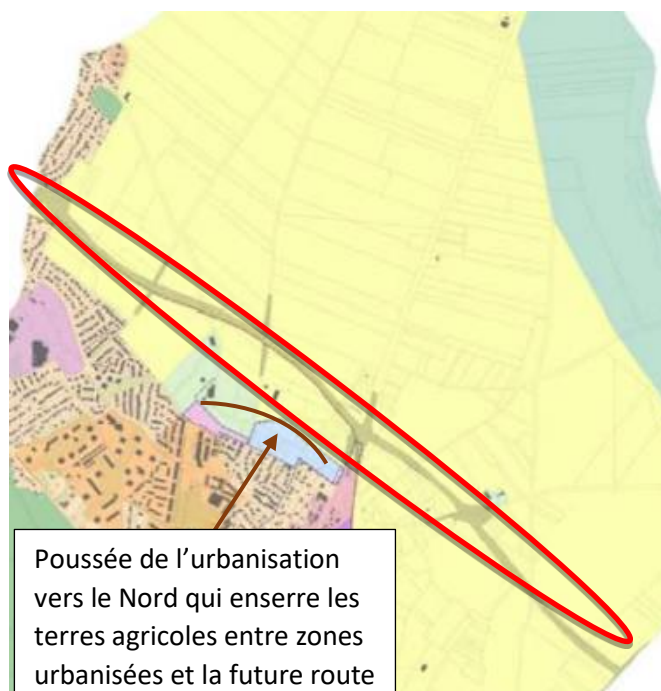 Poussée de l’urbanisation
vers le Nord qui enserre les
terres agricoles entre zones
urbanisées et la future route